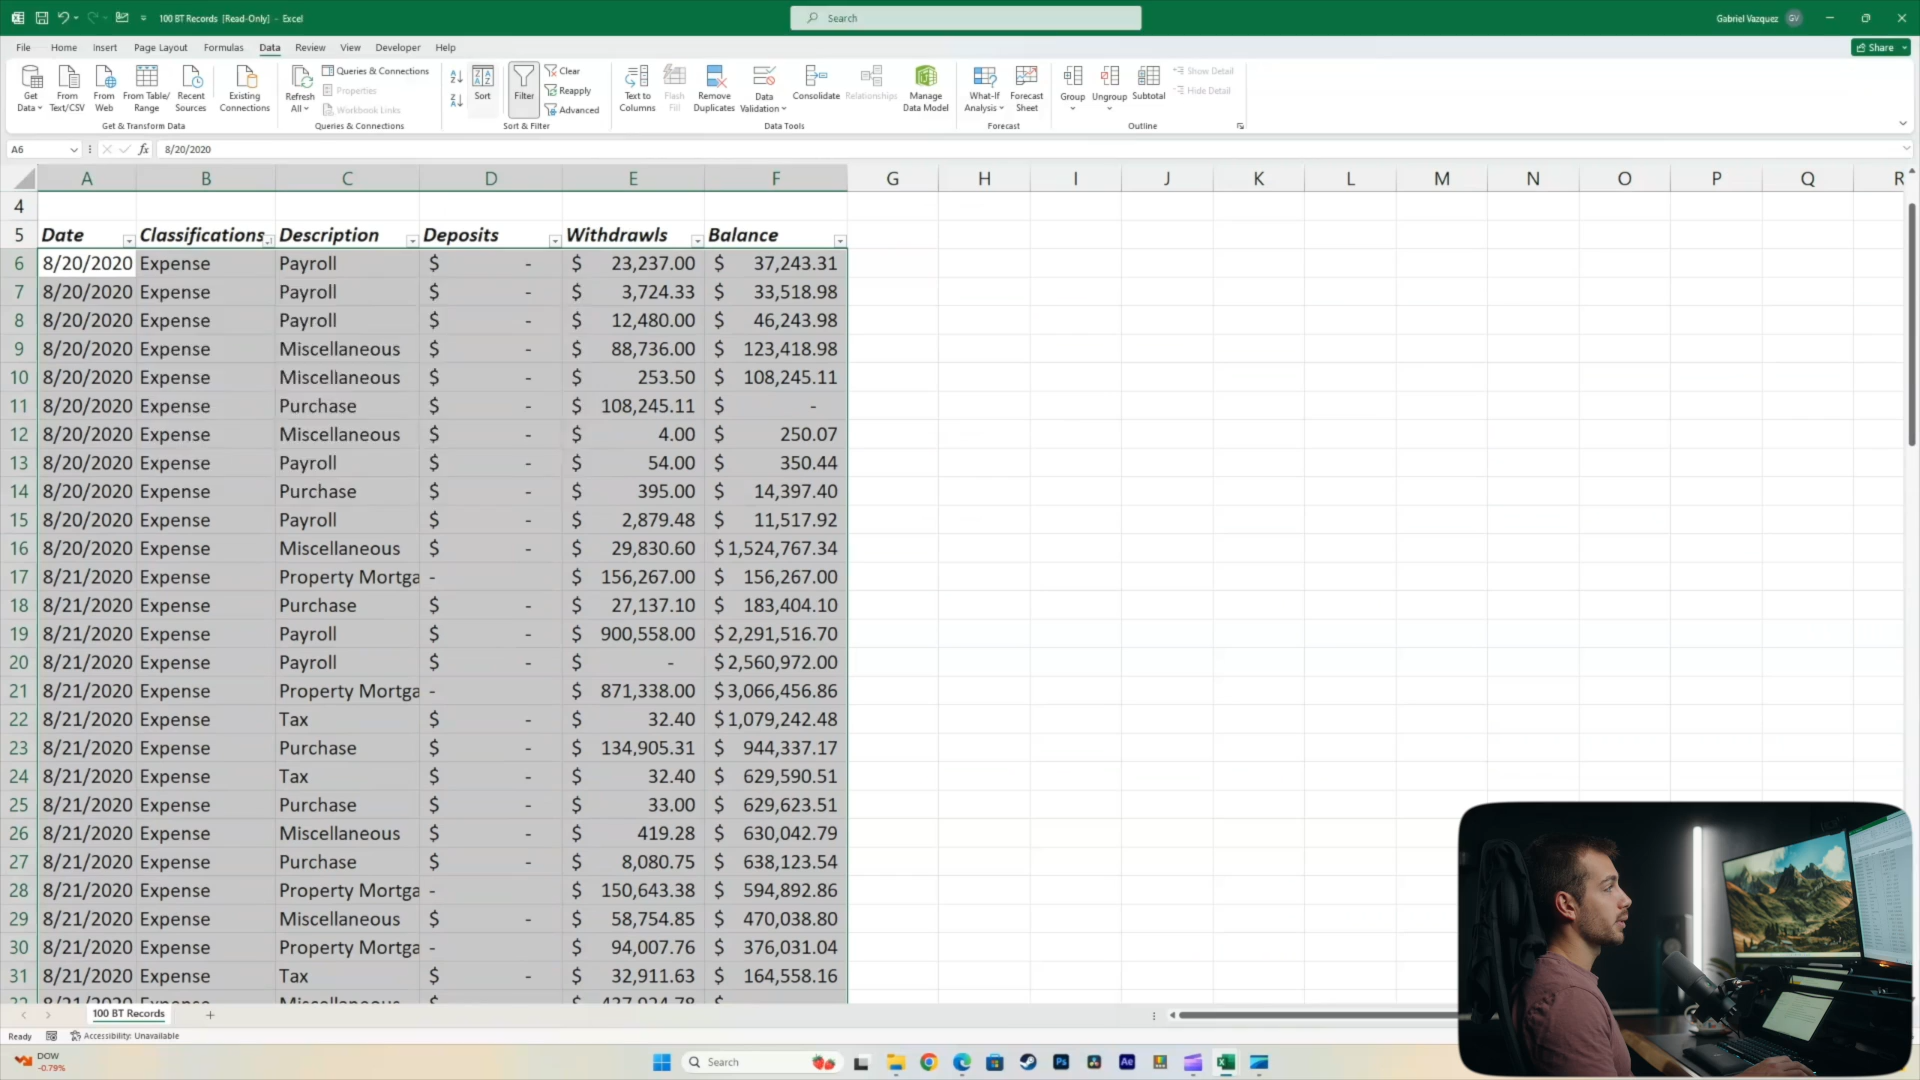 100 BT Records [Read-Only] - Excel
Search
Gabriel Vazquez GV
File Home Insert Page Layout Formulas Data Review View Developer Help
Share
Get Data
From Text/CSV
From Web
From Table/ Range
Recent Sources
Existing Connections
Get & Transform Data
Refresh All
Queries & Connections
Properties
Workbook Links
Queries & Connections
Sort
Filter
Clear
Reapply
Advanced
Sort & Filter
Text to Columns
Flash Fill
Remove Duplicates
Data Validation
Consolidate
Relationships
Manage Data Model
Data Tools
What-If Analysis
Forecast Sheet
Forecast
Group
Ungroup
Subtotal
Show Detail
Hide Detail
Outline
A6 fx 8/20/2020
A B C D E F G H I J K L M N O P Q R
4
5 Date Classifications Description Deposits Withdrawls Balance
6 8/20/2020 Expense Payroll $ - $ 23,237.00 $ 37,243.31
7 8/20/2020 Expense Payroll $ - $ 3,724.33 $ 33,518.98
8 8/20/2020 Expense Payroll $ - $ 12,480.00 $ 46,243.98
9 8/20/2020 Expense Miscellaneous $ - $ 88,736.00 $ 123,418.98
10 8/20/2020 Expense Miscellaneous $ - $ 253.50 $ 108,245.11
11 8/20/2020 Expense Purchase $ - $ 108,245.11 $ -
12 8/20/2020 Expense Miscellaneous $ - $ 4.00 $ 250.07
13 8/20/2020 Expense Payroll $ - $ 54.00 $ 350.44
14 8/20/2020 Expense Purchase $ - $ 395.00 $ 14,397.40
15 8/20/2020 Expense Payroll $ - $ 2,879.48 $ 11,517.92
16 8/20/2020 Expense Miscellaneous $ - $ 29,830.60 $ 1,524,767.34
17 8/21/2020 Expense Property Mortga - $ 156,267.00 $ 156,267.00
18 8/21/2020 Expense Purchase $ - $ 27,137.10 $ 183,404.10
19 8/21/2020 Expense Payroll $ - $ 900,558.00 $ 2,291,516.70
20 8/21/2020 Expense Payroll $ - $ - $ 2,560,972.00
21 8/21/2020 Expense Property Mortga - $ 871,338.00 $ 3,066,456.86
22 8/21/2020 Expense Tax $ - $ 32.40 $ 1,079,242.48
23 8/21/2020 Expense Purchase $ - $ 134,905.31 $ 944,337.17
24 8/21/2020 Expense Tax $ - $ 32.40 $ 629,590.51
25 8/21/2020 Expense Purchase $ - $ 33.00 $ 629,623.51
26 8/21/2020 Expense Miscellaneous $ - $ 419.28 $ 630,042.79
27 8/21/2020 Expense Purchase $ - $ 8,080.75 $ 638,123.54
28 8/21/2020 Expense Property Mortga - $ 150,643.38 $ 594,892.86
29 8/21/2020 Expense Miscellaneous $ - $ 58,754.85 $ 470,038.80
30 8/21/2020 Expense Property Mortga - $ 94,007.76 $ 376,031.04
31 8/21/2020 Expense Tax $ - $ 32,911.63 $ 164,558.16
100 BT Records
Ready Accessibility: Unavailable
DOW
-0.79%
Search
Ps
Ae